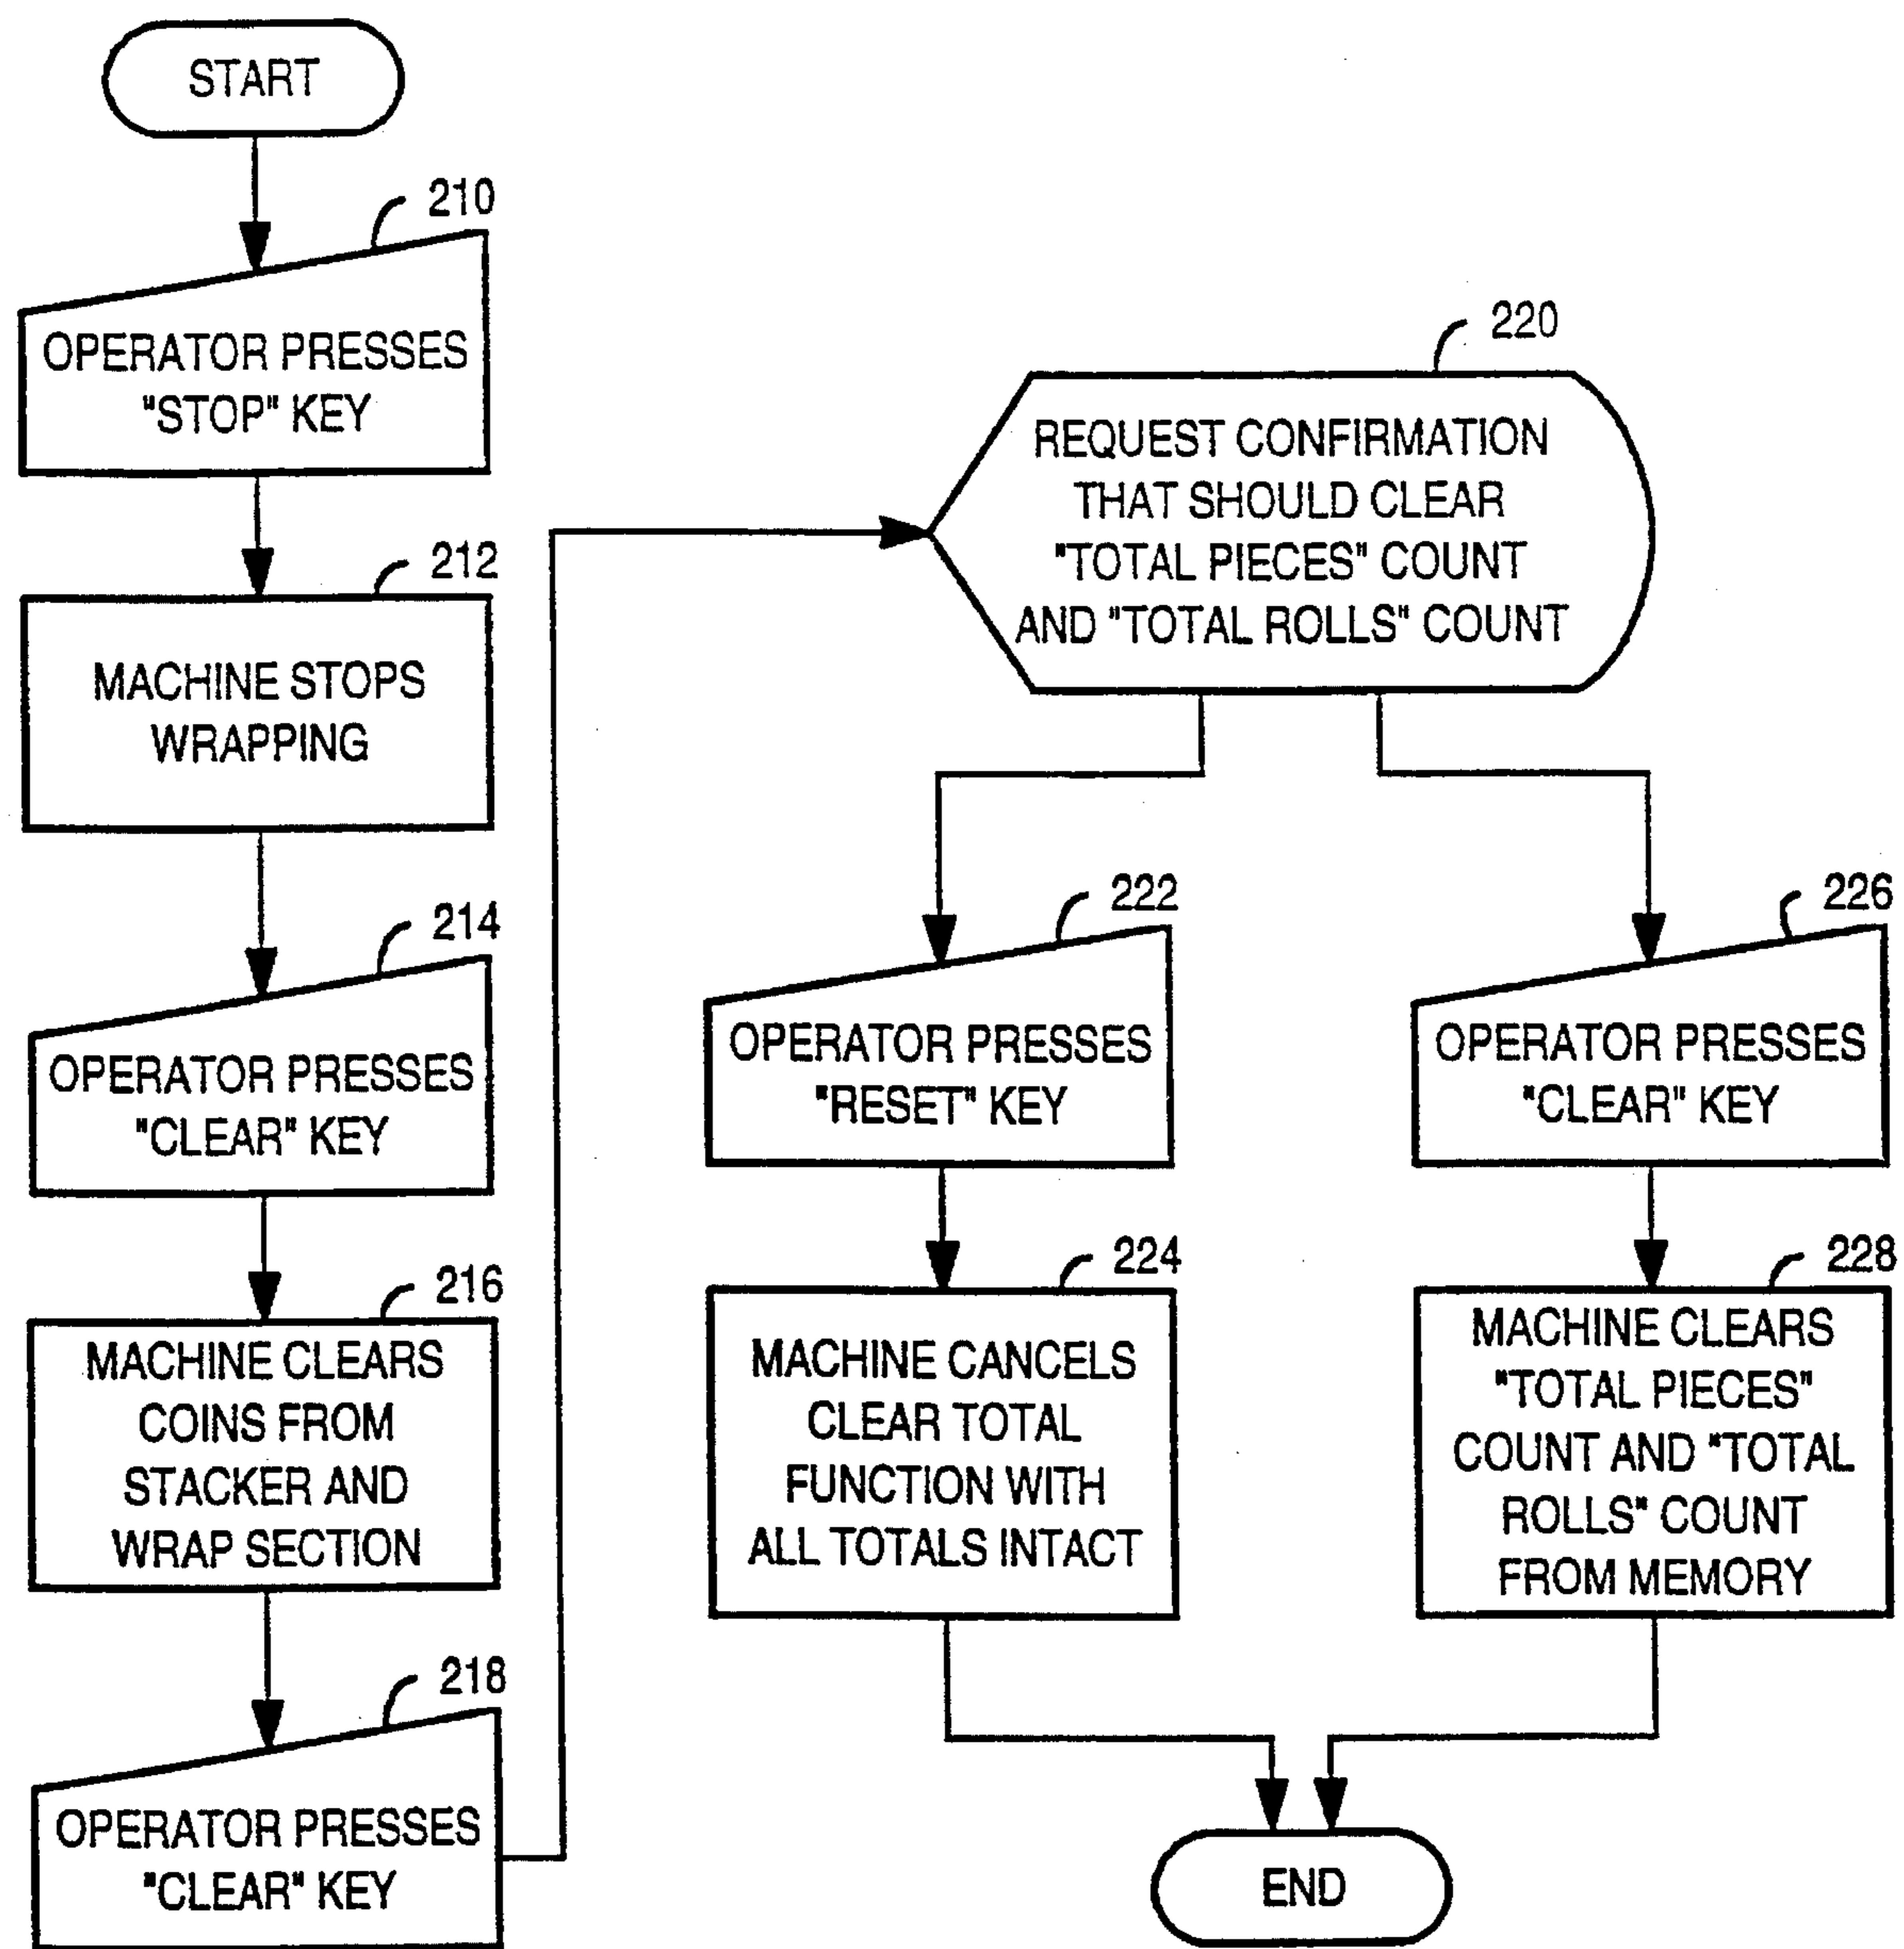 START
210
OPERATOR PRESSES
"STOP" KEY
212
MACHINE STOPS
WRAPPING
214
OPERATOR PRESSES
"CLEAR" KEY
216
MACHINE CLEARS
COINS FROM
STACKER AND
WRAP SECTION
218
OPERATOR PRESSES
"CLEAR" KEY
220
REQUEST CONFIRMATION
THAT SHOULD CLEAR
"TOTAL PIECES" COUNT
AND "TOTAL ROLLS" COUNT
222
OPERATOR PRESSES
"RESET" KEY
224
MACHINE CANCELS
CLEAR TOTAL
FUNCTION WITH
ALL TOTALS INTACT
226
OPERATOR PRESSES
"CLEAR" KEY
228
MACHINE CLEARS
"TOTAL PIECES"
COUNT AND "TOTAL
ROLLS" COUNT
FROM MEMORY
END